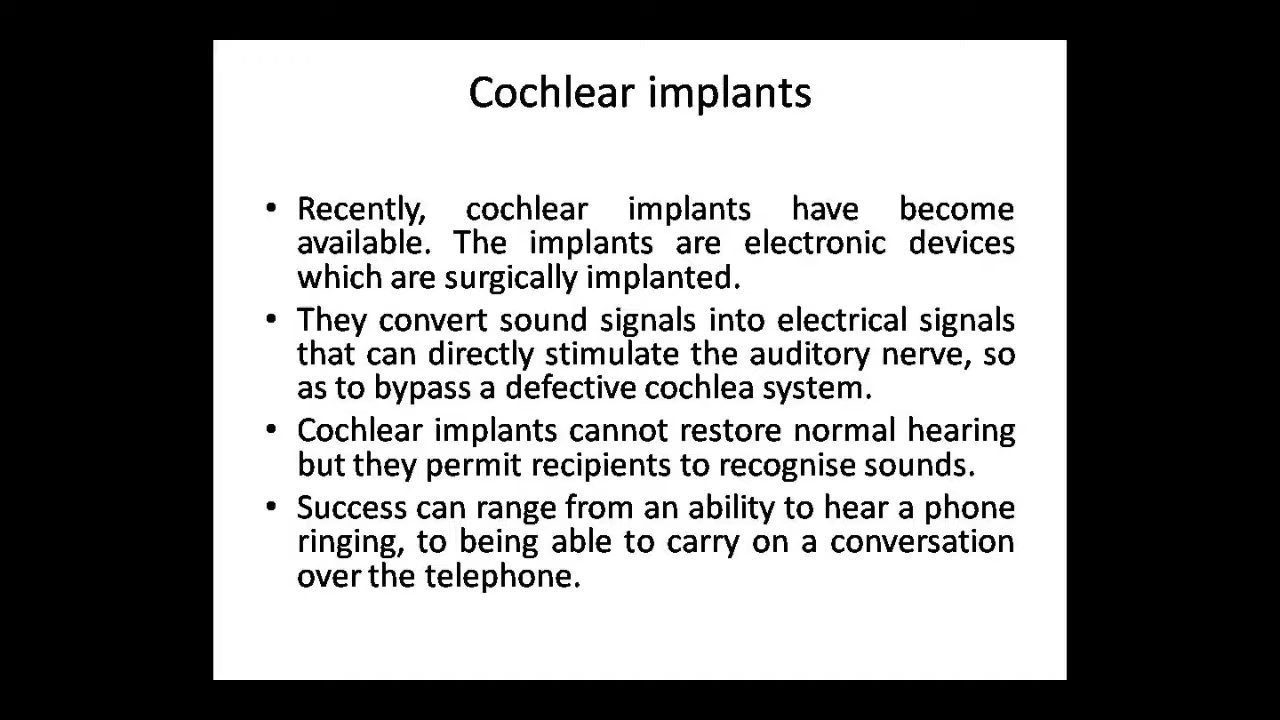 Cochlear implants
• Recently, cochlear implants have become
available. The implants are electronic devices
which are surgically implanted.
• They convert sound signals into electrical signals
that can directly stimulate the auditory nerve, so
as to bypass a defective cochlea system.
• Cochlear implants cannot restore normal hearing
but they permit recipients to recognise sounds.
• Success can range from an ability to hear a phone
ringing, to being able to carry on a conversation
over the telephone.